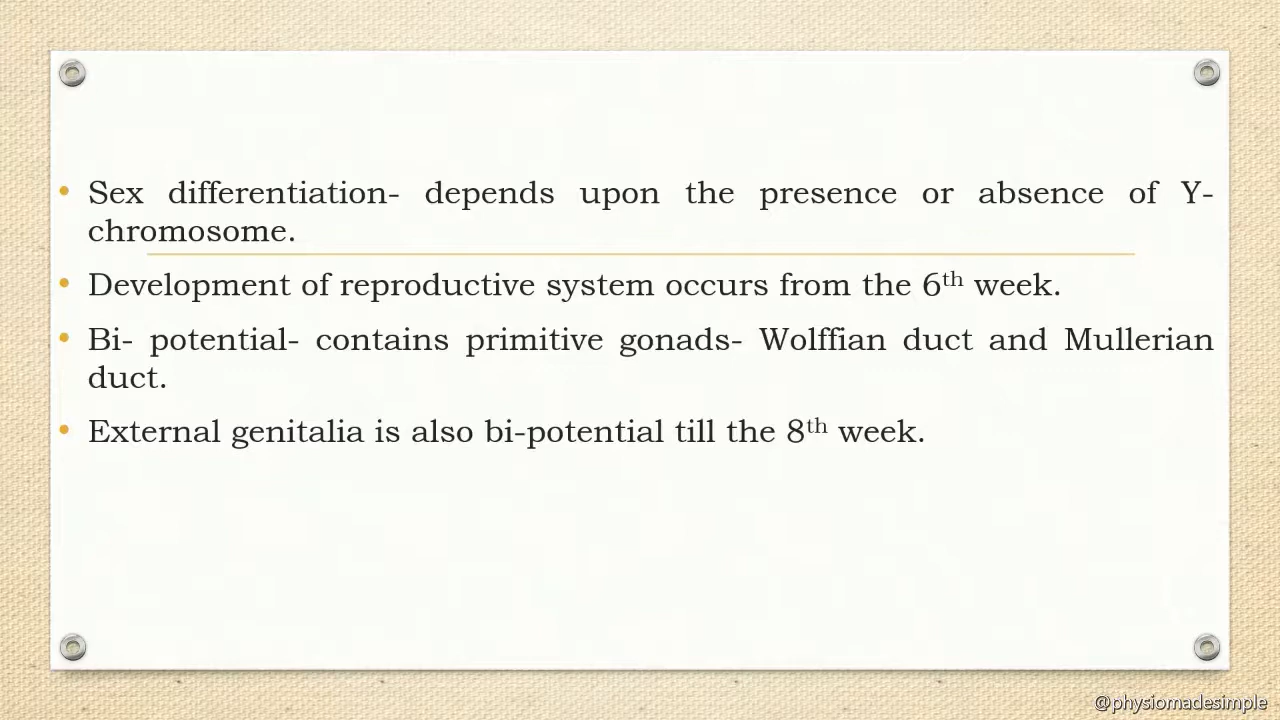 • Sex differentiation- depends upon the presence or absence of Y-
chromosome.
• Development of reproductive system occurs from the 6th week.
• Bi- potential- contains primitive gonads- Wolffian duct and Mullerian
duct.
• External genitalia is also bi-potential till the 8th week.
@physiomadesimple